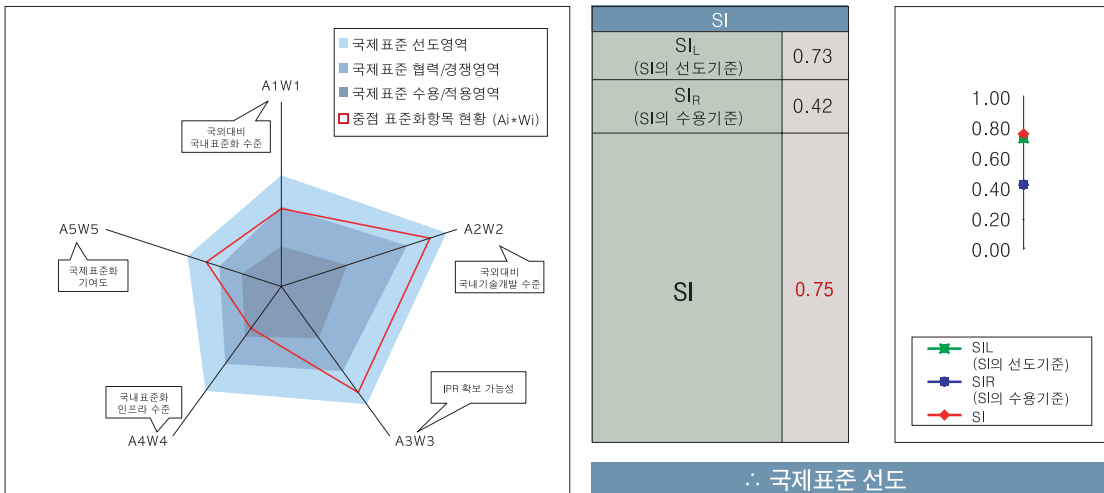 국제표준 선도영역
국제표준 협력/경쟁영역
국제표준 수용/적용영역
중점 표준화항목 현황 (Ai*Wi)
A1W1
국외대비
국내표준화 수준
A2W2
국외대비
국내기술개발 수준
A3W3
IPR 확보 가능성
A4W4
국내표준화
인프라 수준
A5W5
국제표준화
기여도
SI
SIL
(SI의 선도기준)
0.73
SIR
(SI의 수용기준)
0.42
SI
0.75
1.00
0.80
0.60
0.40
0.20
0.00
SIL
(SI의 선도기준)
SIR
(SI의 수용기준)
SI
∴ 국제표준 선도